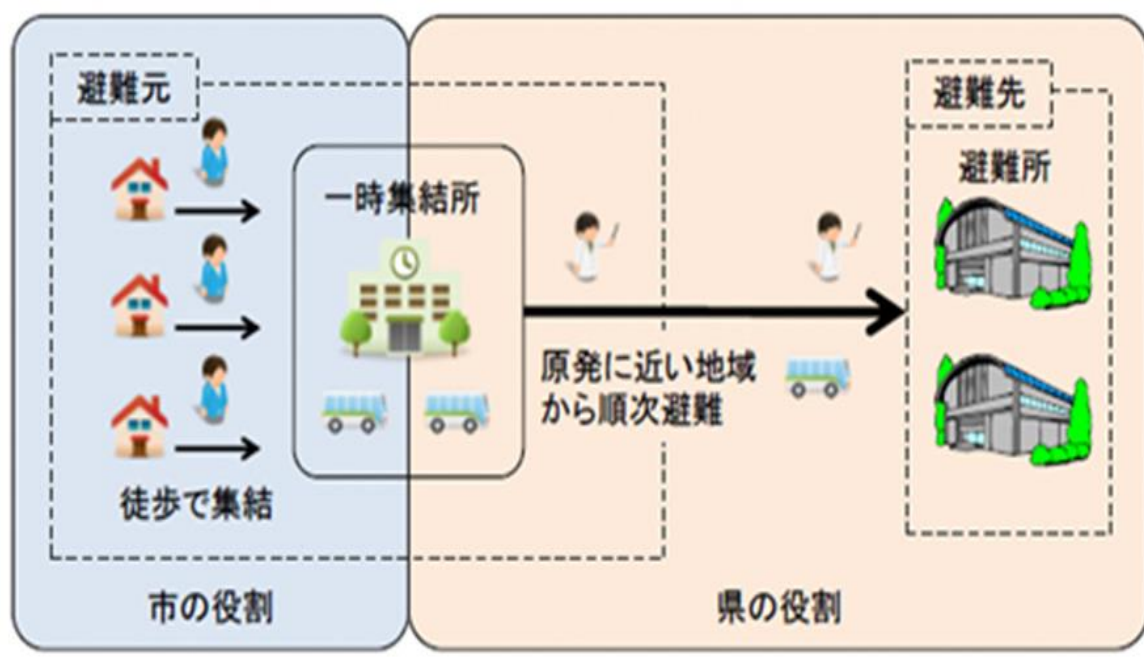 避難元
避難先
避難所
一時集結所
原発に近い地域
から順次避難
徒歩で集結
市の役割
県の役割